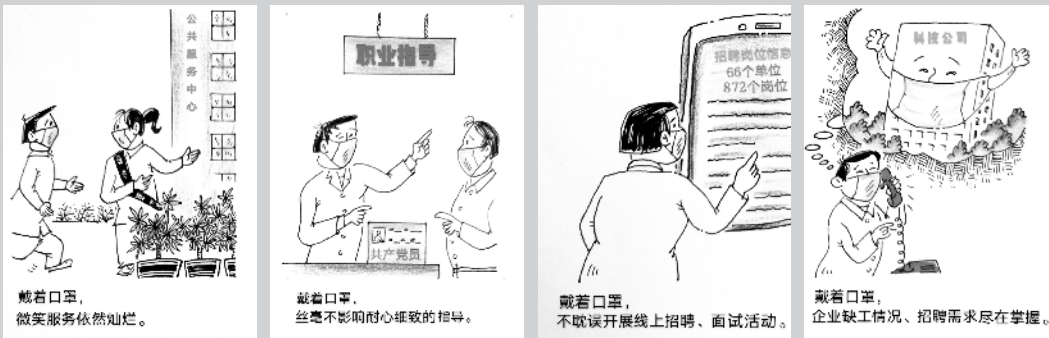 公共服务中心
戴着口罩，
微笑服务依然灿烂。
职业指导
共产党员
戴着口罩，
丝毫不影响耐心细致的指导。
招聘岗位信息
66个单位
872个岗位
戴着口罩，
不耽误开展线上招聘、面试活动。
科技公司
戴着口罩，
企业缺工情况、招聘需求尽在掌握。